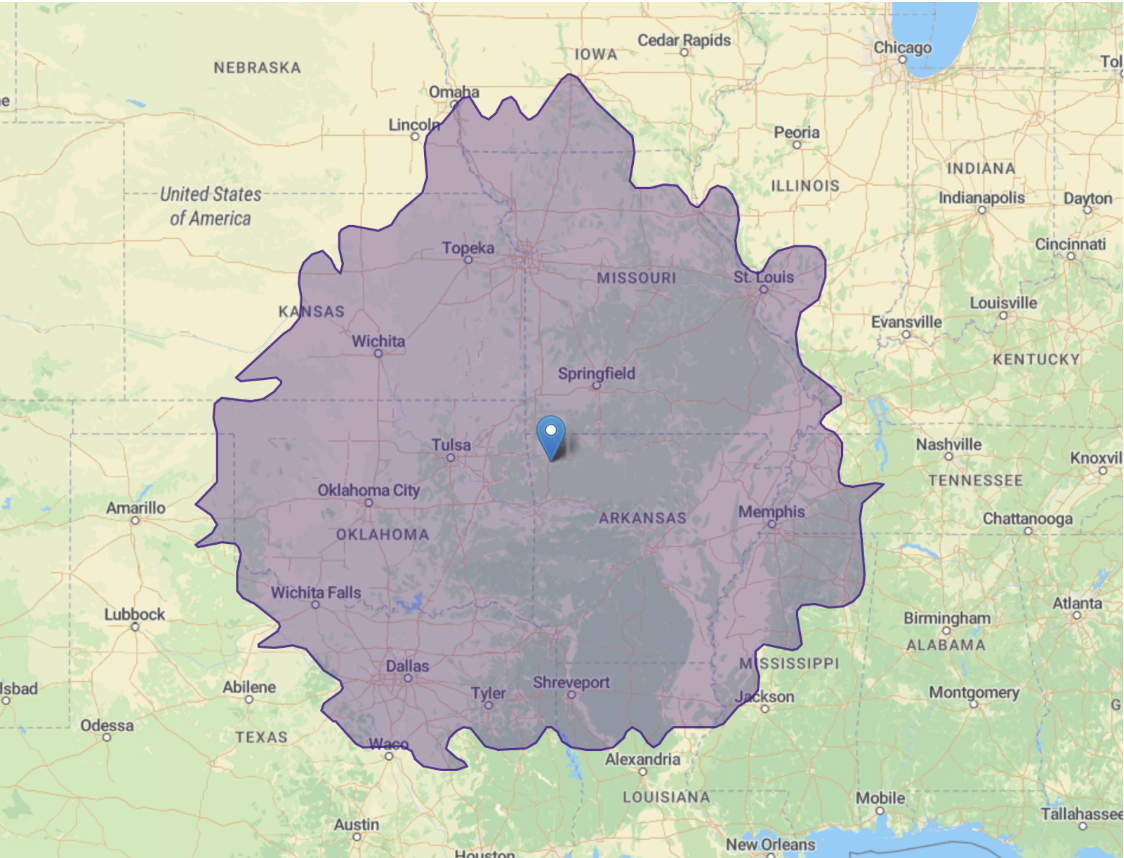 Cedar Rapids
IOWA
Chicago
NEBRASKA
Tol
Omaha
e
Lincoln
Peoria
INDIANA
ILLINOIS
United States
of America
Indianapolis
Dayton
Topeka
Cincinnati
MISSOURI
St. Louis
Louisville
KANSAS
Evansville
Wichita
KENTUCKY
Springfield
Tulsa
Nashville
Knoxvil
TENNESSEE
Oklahoma City
Amarillo
ARKANSAS
Memphis
Chattanooga
OKLAHOMA
Wichita Falls
Atlanta
Lubbock
Birmingham
ALABAMA
Dallas
MISSISSIPPI
lsbad
Abilene
Tyler
Shreveport
Jackson
Montgomery
G
Odessa
TEXAS
Waco
Alexandria
LOUISIANA
Mobile
Tallahassee
Austin
New Orleans
Houston